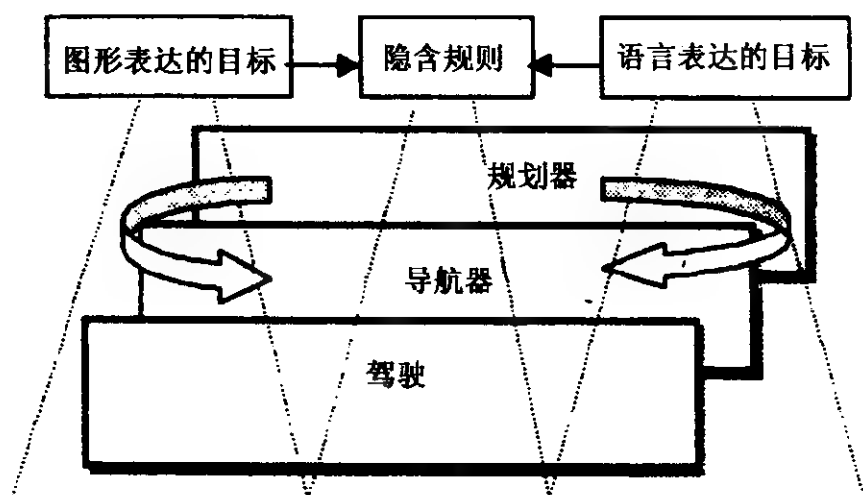 图形表达的目标
隐含规则
语言表达的目标
规划器
导航器
驾驶